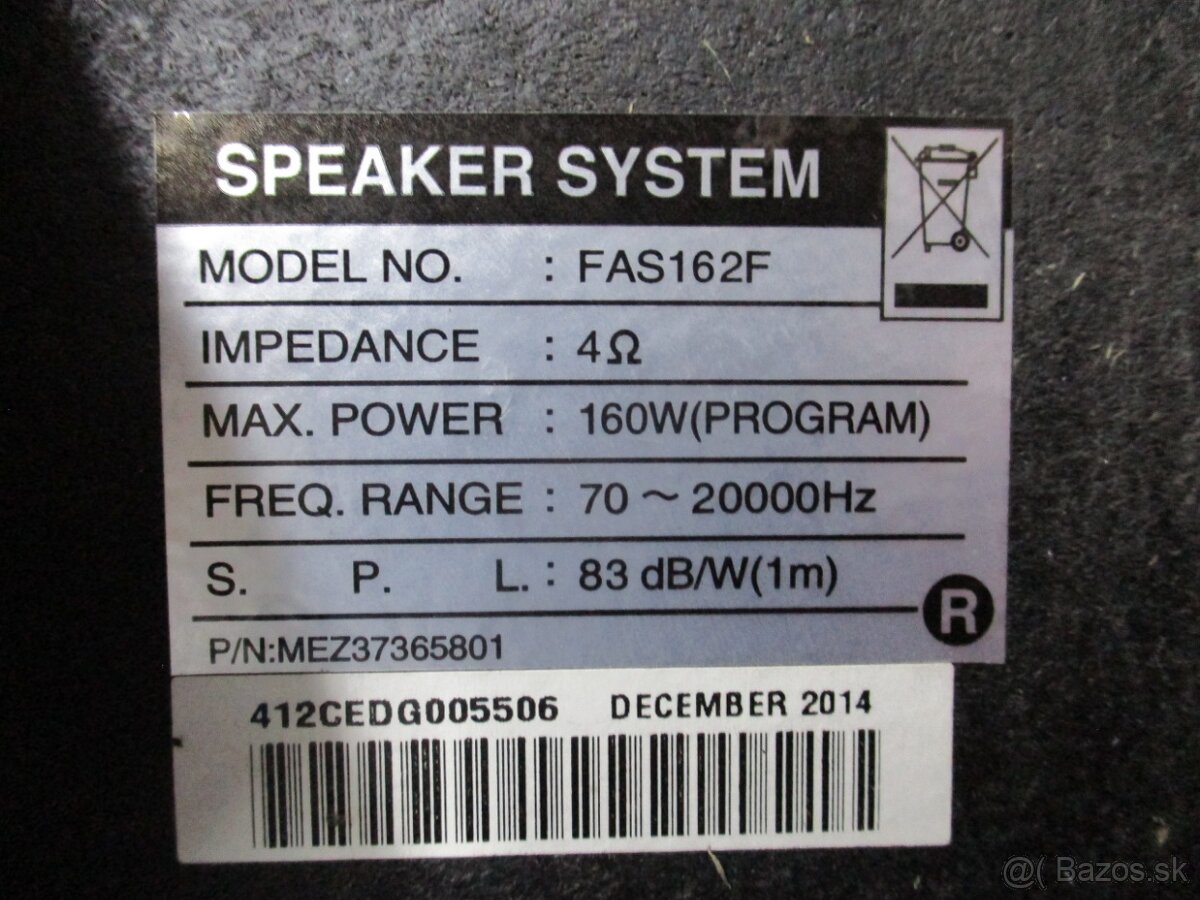 SPEAKER SYSTEM
MODEL NO. : FAS162F
IMPEDANCE : 4Ω
MAX. POWER : 160W(PROGRAM)
FREQ. RANGE : 70 ~ 20000Hz
S. P. L. : 83 dB/W(1m)
R
P/N:MEZ37365801
412CEDG005506 DECEMBER 2014
@( Bazos.sk